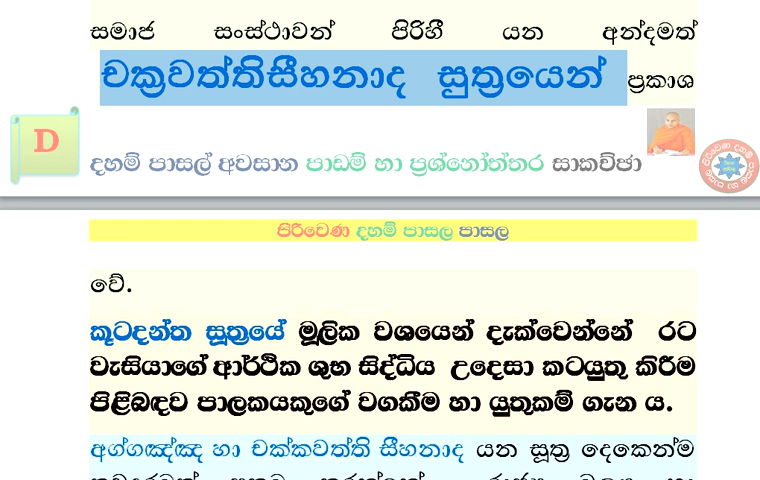 සමාජ සංස්ථාවන් පිරිහී යන අන්දමත්
චක්‍රවත්තිසීහනාද සුත්‍රයෙන් ප්‍රකාශ
D
දහම් පාසල් අවසාන පාඩම් හා ප්‍රශ්නෝත්තර සාකච්ඡා
පිරිවෙණ දහම් පාසල පාසල
වේ.
කූටදන්ත සූත්‍රයේ මූලික වශයෙන් දැක්වෙන්නේ රට
වැසියාගේ ආර්ථික ශුභ සිද්ධිය උදෙසා කටයුතු කිරීම
පිළිබඳව පාලකයකුගේ වගකීම හා යුතුකම් ගැන ය.
අග්ගඤ්ඤ හා චක්කවත්ති සීහනාද යන සූත්‍ර දෙකෙන්ම